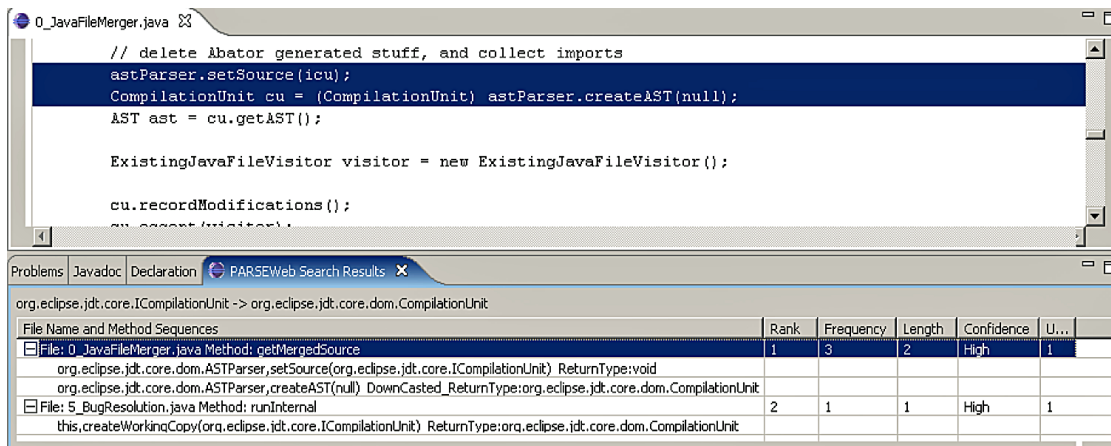 0_JavaFileMerger.java
// delete Abator generated stuff, and collect imports
astParser.setSource(icu);
CompilationUnit cu = (CompilationUnit) astParser.createAST(null);
AST ast = cu.getAST();
ExistingJavaFileVisitor visitor = new ExistingJavaFileVisitor();
cu.recordModifications();
cu.accept(visitor);
Problems Javadoc Declaration PARSEWeb Search Results
org.eclipse.jdt.core.ICompilationUnit -> org.eclipse.jdt.core.dom.CompilationUnit
File Name and Method Sequences Rank Frequency Length Confidence U...
File: 0_JavaFileMerger.java Method: getMergedSource 1 3 2 High 1
org.eclipse.jdt.core.dom.ASTParser,setSource(org.eclipse.jdt.core.ICompilationUnit) ReturnType:void
org.eclipse.jdt.core.dom.ASTParser,createAST(null) DownCasted_ReturnType:org.eclipse.jdt.core.dom.CompilationUnit
File: 5_BugResolution.java Method: runInternal 2 1 1 High 1
this,createWorkingCopy(org.eclipse.jdt.core.ICompilationUnit) ReturnType:org.eclipse.jdt.core.dom.CompilationUnit